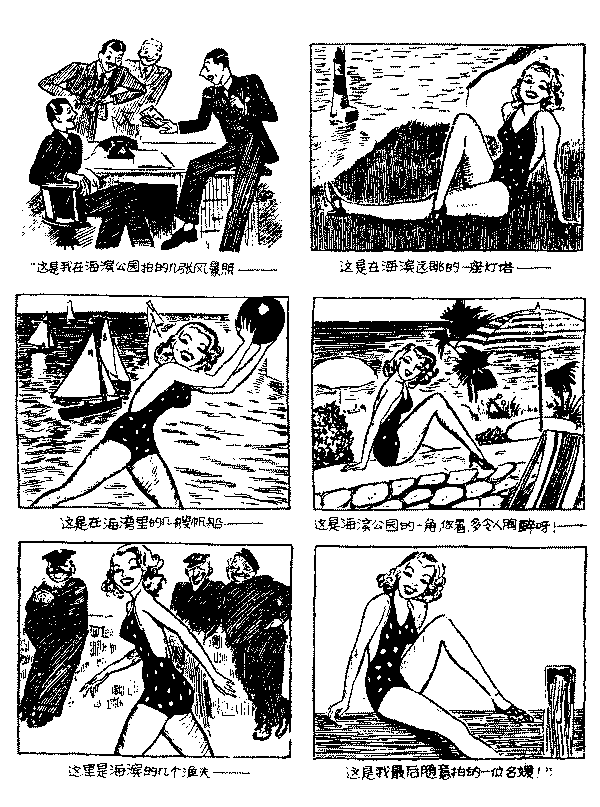 “这是我在海滨公园拍的几张风景照——
这是在海滨远眺的一座灯塔——
这是在海湾里的几艘帆船——
这是海滨公园的一角,你看,多令人陶醉呀!——
这里是海滨的几个渔夫——
这是我最后随意拍的一位名媛!”